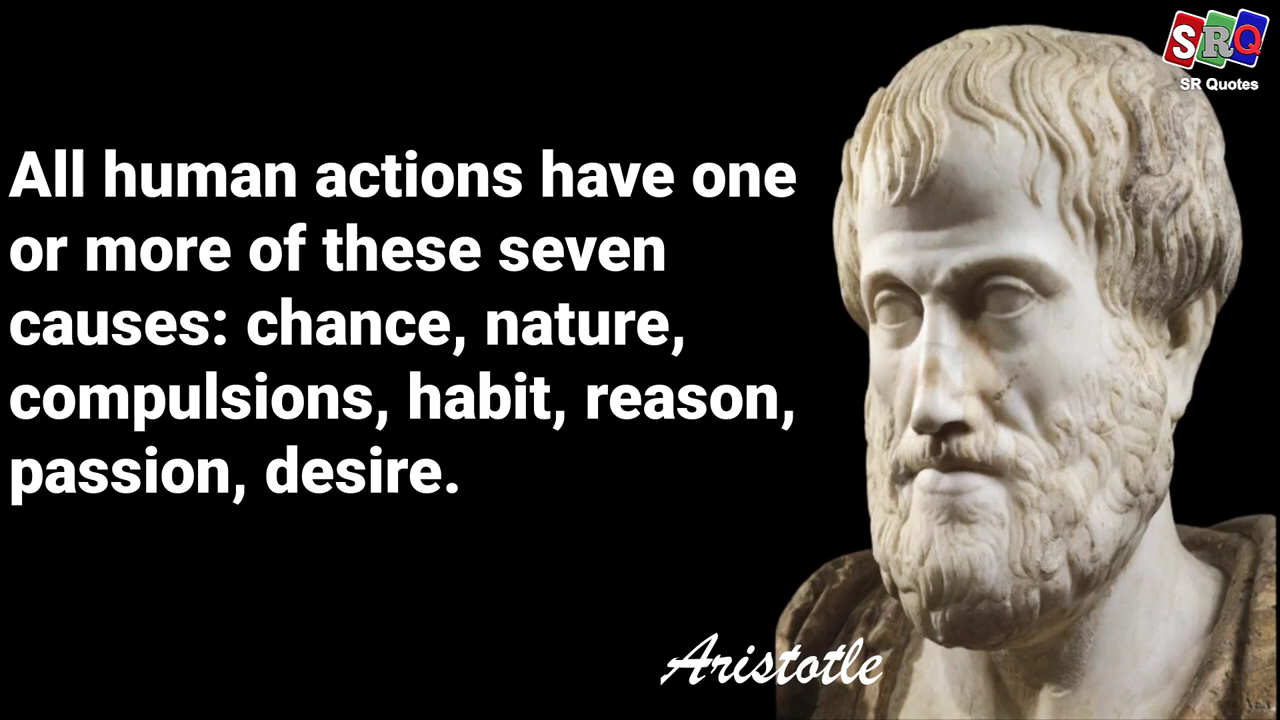 SRQ
SR Quotes
All human actions have one
or more of these seven
causes: chance, nature,
compulsions, habit, reason,
passion, desire.
Aristotle